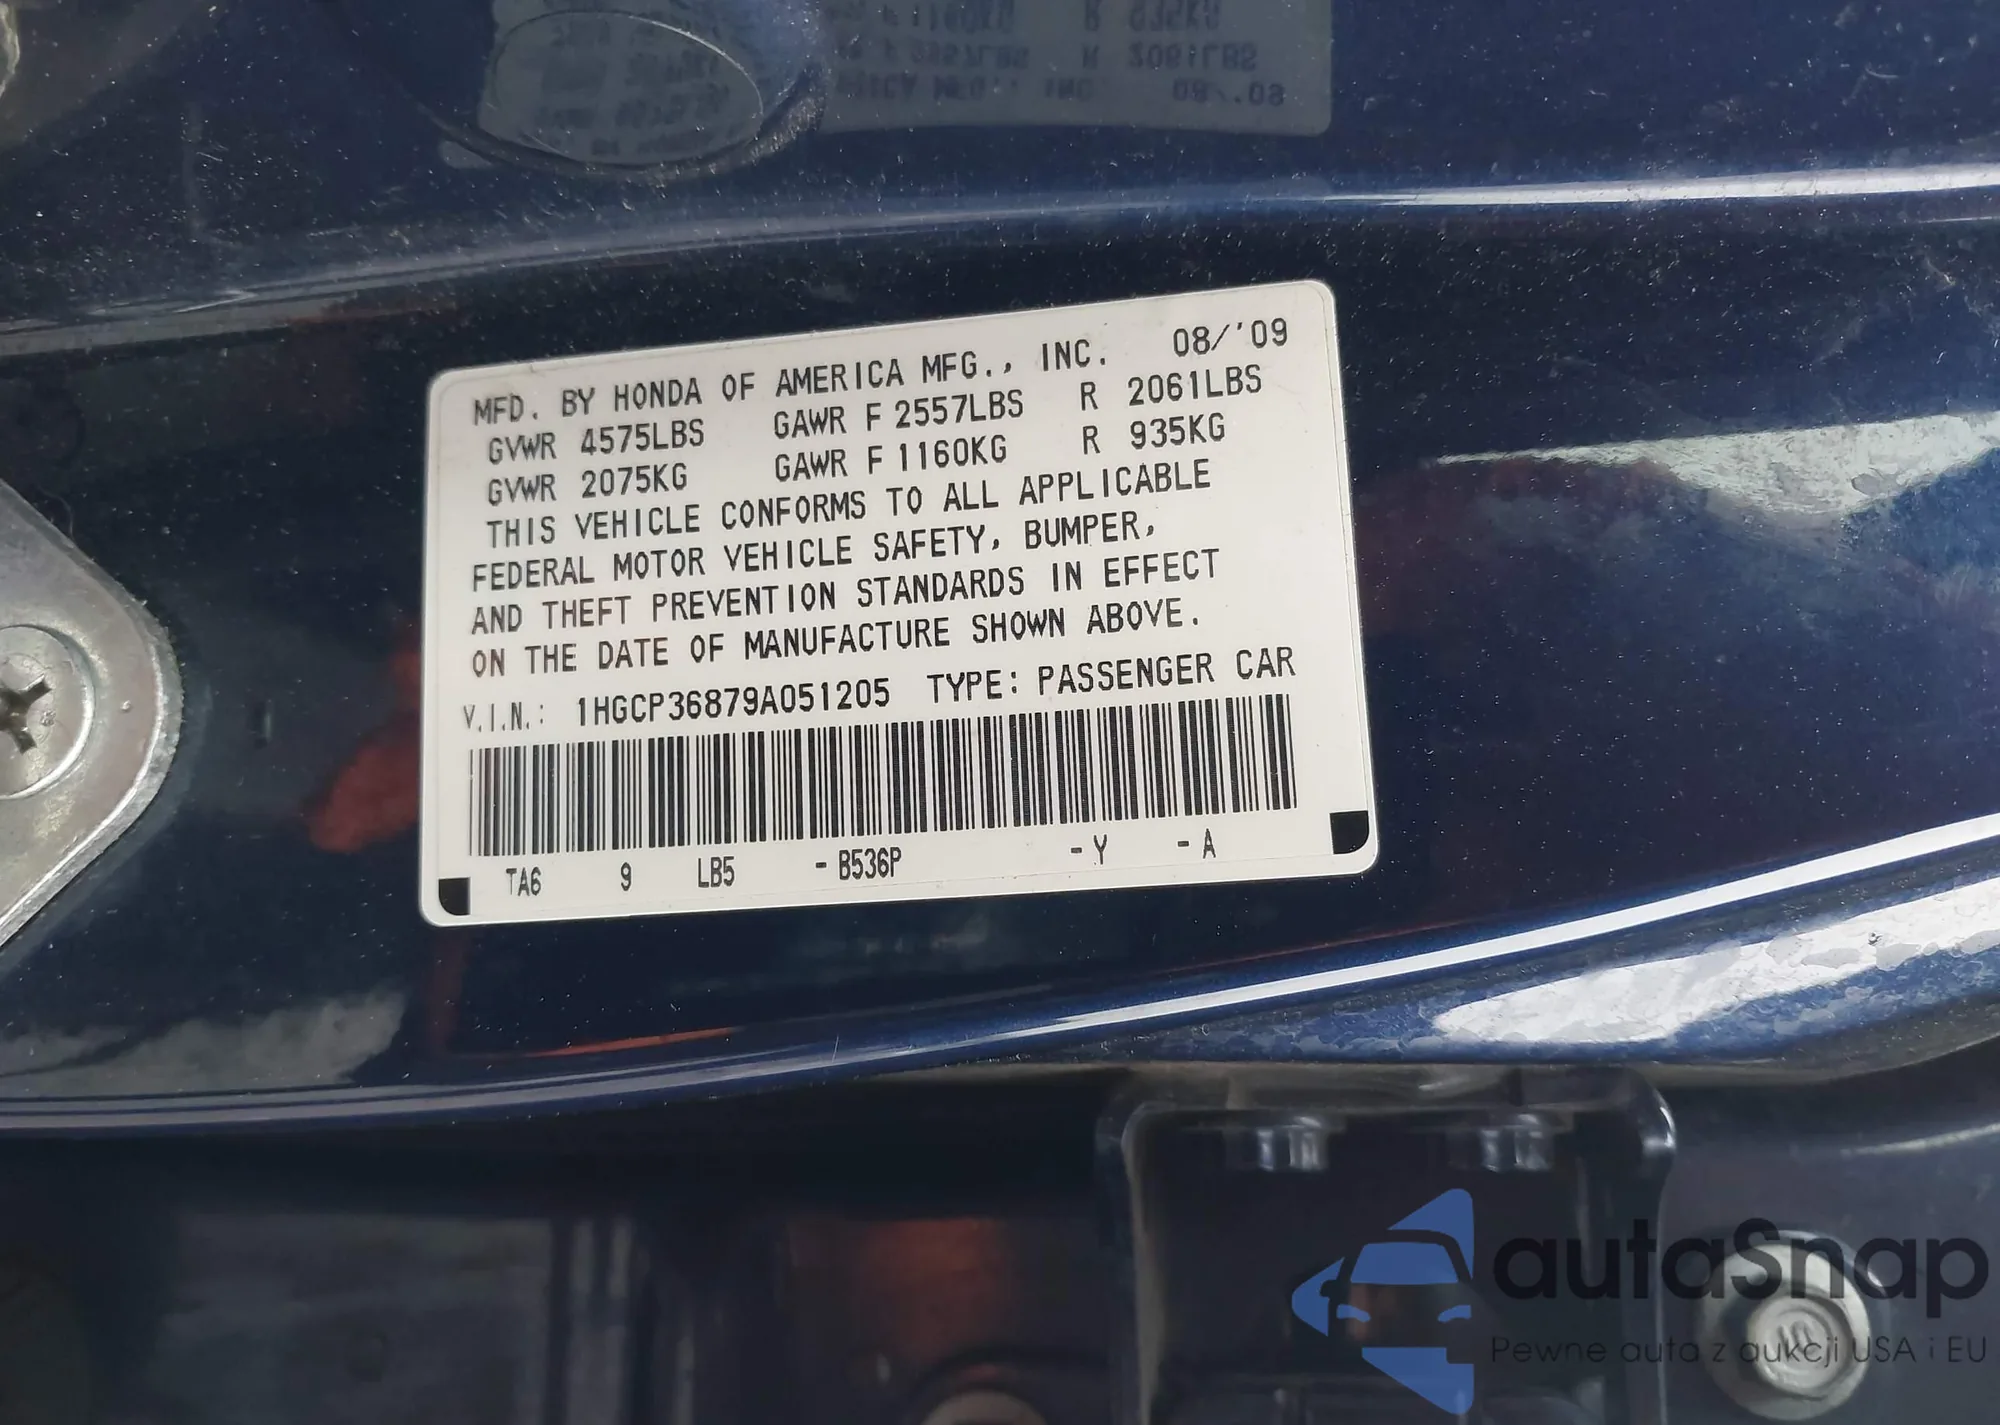 MFD. BY HONDA OF AMERICA MFG., INC. 08/'09
GVWR 4575LBS GAWR F 2557LBS R 2061LBS
GVWR 2075KG GAWR F 1160KG R 935KG
THIS VEHICLE CONFORMS TO ALL APPLICABLE
FEDERAL MOTOR VEHICLE SAFETY, BUMPER,
AND THEFT PREVENTION STANDARDS IN EFFECT
ON THE DATE OF MANUFACTURE SHOWN ABOVE.
V.I.N.: 1HGCP36879A051205 TYPE: PASSENGER CAR
TA6 9 LB5 - B536P - Y - A
autaSnap
Pewne auta z aukcji USA i EU